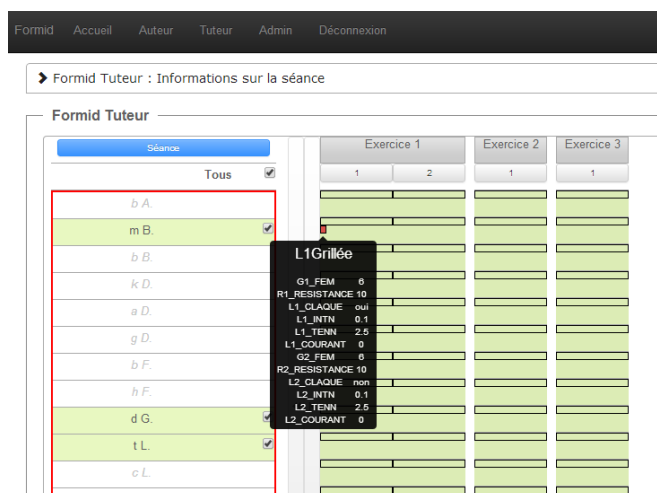 Formid Accueil Auteur Tuteur Admin Déconnexion
Formid Tuteur : Informations sur la séance
Formid Tuteur
Séance
Exercice 1 Exercice 2 Exercice 3
Tous 1 2 1 1
b A.
m B.
b B.
k D.
a D.
g D.
b F.
h F.
d G.
t L.
c L.
L1Grillée
G1_FEM 6
R1_RESISTANCE 10
L1_CLAQUE oui
L1_INTN 0.1
L1_TENN 2.5
L1_COURANT 0
G2_FEM 6
R2_RESISTANCE 10
L2_CLAQUE non
L2_INTN 0.1
L2_TENN 2.5
L2_COURANT 0